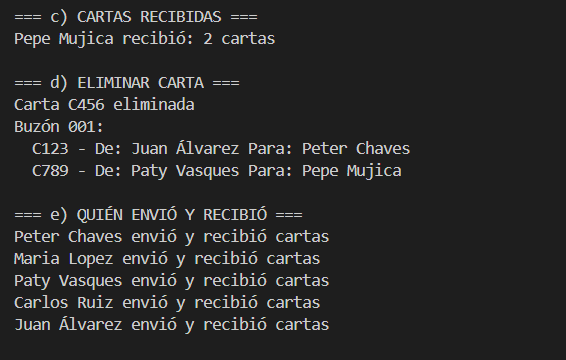 === c) CARTAS RECIBIDAS ===
Pepe Mujica recibió: 2 cartas
=== d) ELIMINAR CARTA ===
Carta C456 eliminada
Buzón 001:
C123 - De: Juan Álvarez Para: Peter Chaves
C789 - De: Paty Vasques Para: Pepe Mujica
=== e) QUIÉN ENVIÓ Y RECIBIÓ ===
Peter Chaves envió y recibió cartas
Maria Lopez envió y recibió cartas
Paty Vasques envió y recibió cartas
Carlos Ruiz envió y recibió cartas
Juan Álvarez envió y recibió cartas